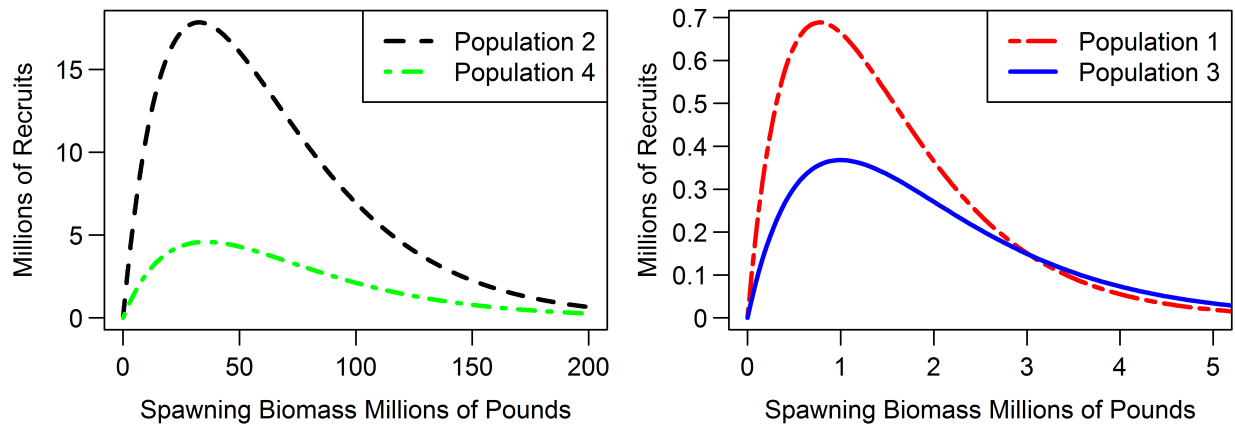 Millions of Recruits
15
10
5
0
Population 2
Population 4
0 50 100 150 200
Spawning Biomass Millions of Pounds
Millions of Recruits
0.7
0.6
0.5
0.4
0.3
0.2
0.1
0
Population 1
Population 3
0 1 2 3 4 5
Spawning Biomass Millions of Pounds